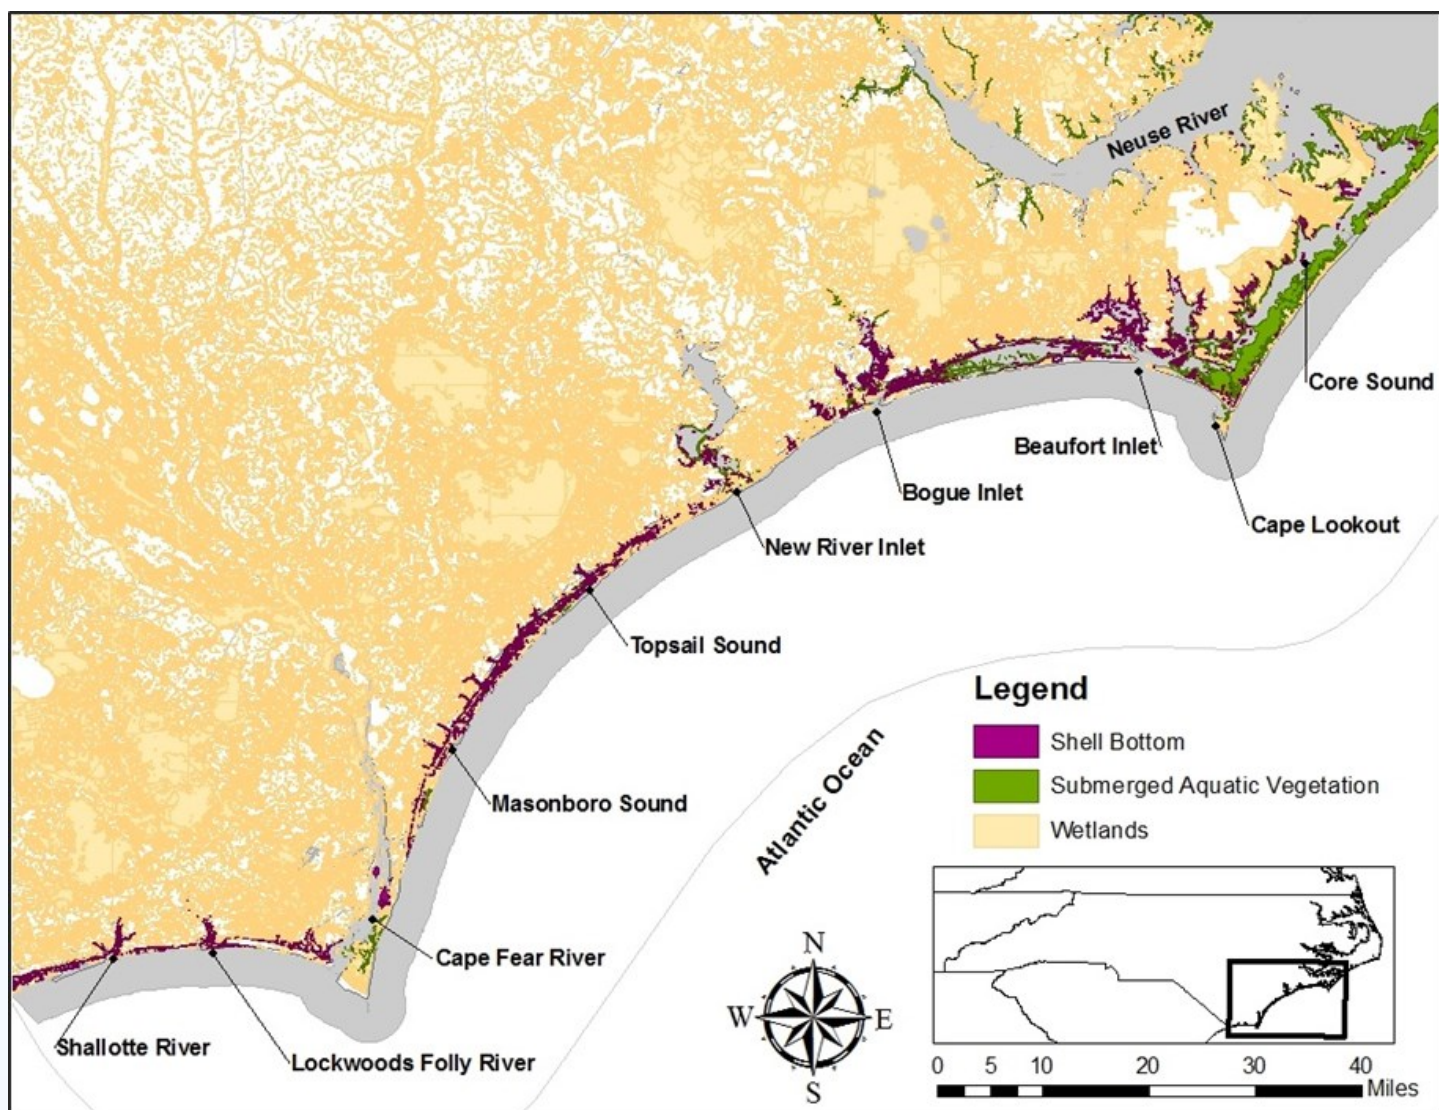 Neuse River
Core Sound
Beaufort Inlet
Bogue Inlet
Cape Lookout
New River Inlet
Topsail Sound
Legend
Shell Bottom
Submerged Aquatic Vegetation
Wetlands
Atlantic Ocean
Masonboro Sound
Cape Fear River
Shallotte River
Lockwoods Folly River
N
W E
S
0 5 10 20 30 40
Miles